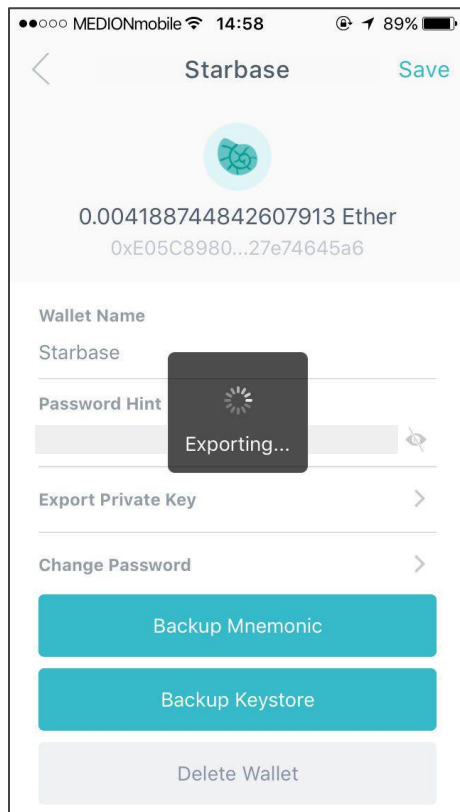 MEDIONmobile 14:58 89%
Starbase Save
0.004188744842607913 Ether
0xE05C8980...27e74645a6
Wallet Name
Starbase
Password Hint
Exporting...
Export Private Key
Change Password
Backup Mnemonic
Backup Keystore
Delete Wallet